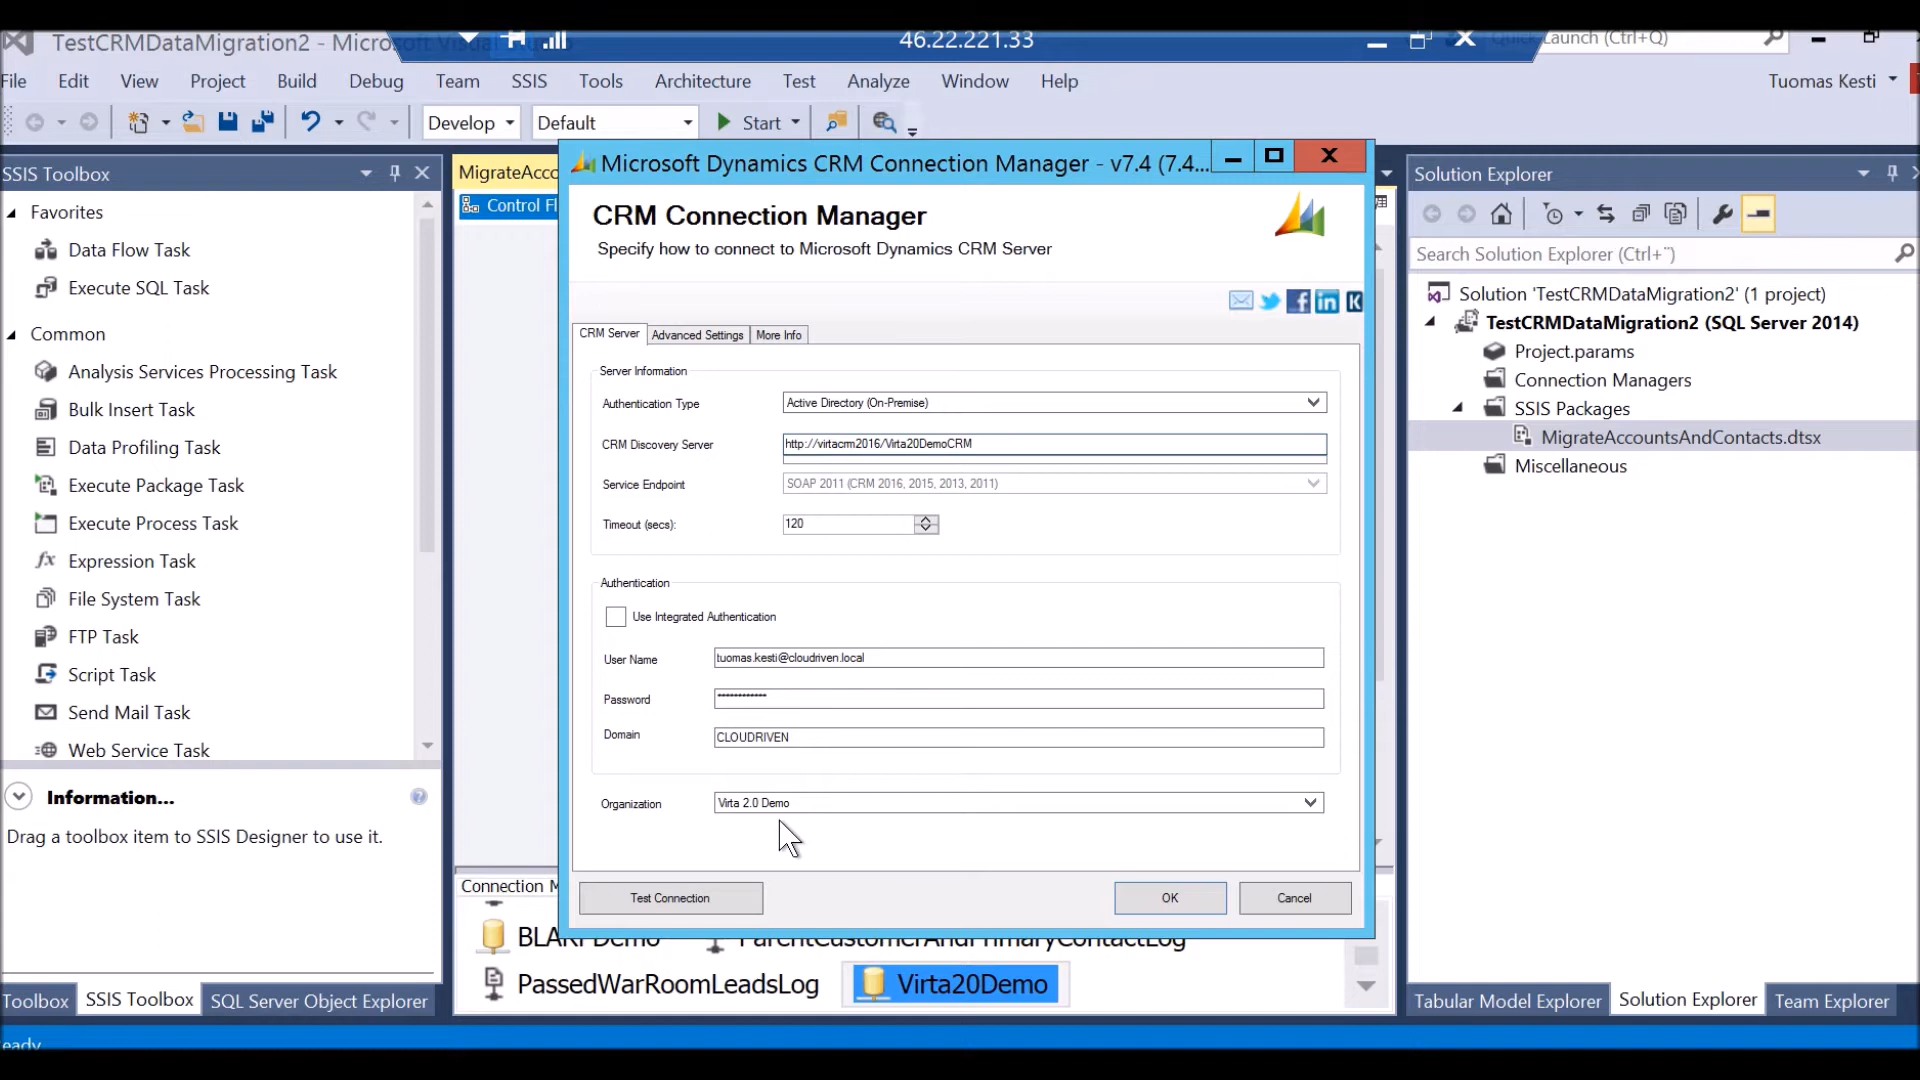 TestCRMDataMigration2 - Microsoft Visual Studio
46.22.221.33
Quick Launch (Ctrl+Q)
File Edit View Project Build Debug Team SSIS Tools Architecture Test Analyze Window Help
Tuomas Kesti
Develop Default Start
SSIS Toolbox
Favorites
Data Flow Task
Execute SQL Task
Common
Analysis Services Processing Task
Bulk Insert Task
Data Profiling Task
Execute Package Task
Execute Process Task
Expression Task
File System Task
FTP Task
Script Task
Send Mail Task
Web Service Task
Information...
Drag a toolbox item to SSIS Designer to use it.
Toolbox SSIS Toolbox SQL Server Object Explorer
eady
MigrateAcco
Control Fl
Microsoft Dynamics CRM Connection Manager - v7.4 (7.4...
CRM Connection Manager
Specify how to connect to Microsoft Dynamics CRM Server
CRM Server Advanced Settings More Info
Server Information
Authentication Type Active Directory (On-Premise)
CRM Discovery Server http://virtacrm2016/Virta20DemoCRM
Service Endpoint SOAP 2011 (CRM 2016, 2015, 2013, 2011)
Timeout (secs): 120
Authentication
Use Integrated Authentication
User Name tuomas.kesti@cloudriven.local
Password ************
Domain CLOUDRIVEN
Organization Virta 2.0 Demo
Test Connection OK Cancel
Connection M
ParentCustomerAndPrimaryContactLog
PassedWarRoomLeadsLog Virta20Demo
Solution Explorer
Search Solution Explorer (Ctrl+¨)
Solution 'TestCRMDataMigration2' (1 project)
TestCRMDataMigration2 (SQL Server 2014)
Project.params
Connection Managers
SSIS Packages
MigrateAccountsAndContacts.dtsx
Miscellaneous
Tabular Model Explorer Solution Explorer Team Explorer